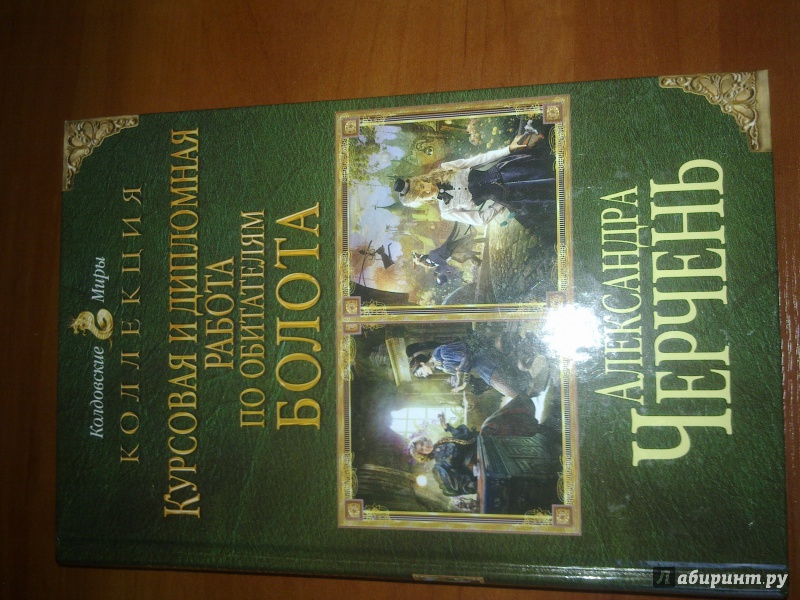 Колдовские Миры
КОЛЛЕКЦИЯ
КУРСОВАЯ И ДИПЛОМНАЯ
РАБОТА
ПО ОБИТАТЕЛЯМ
БОЛОТА
АЛЕКСАНДРА
ЧЕРЧЕНЬ
Лабиринт.ру